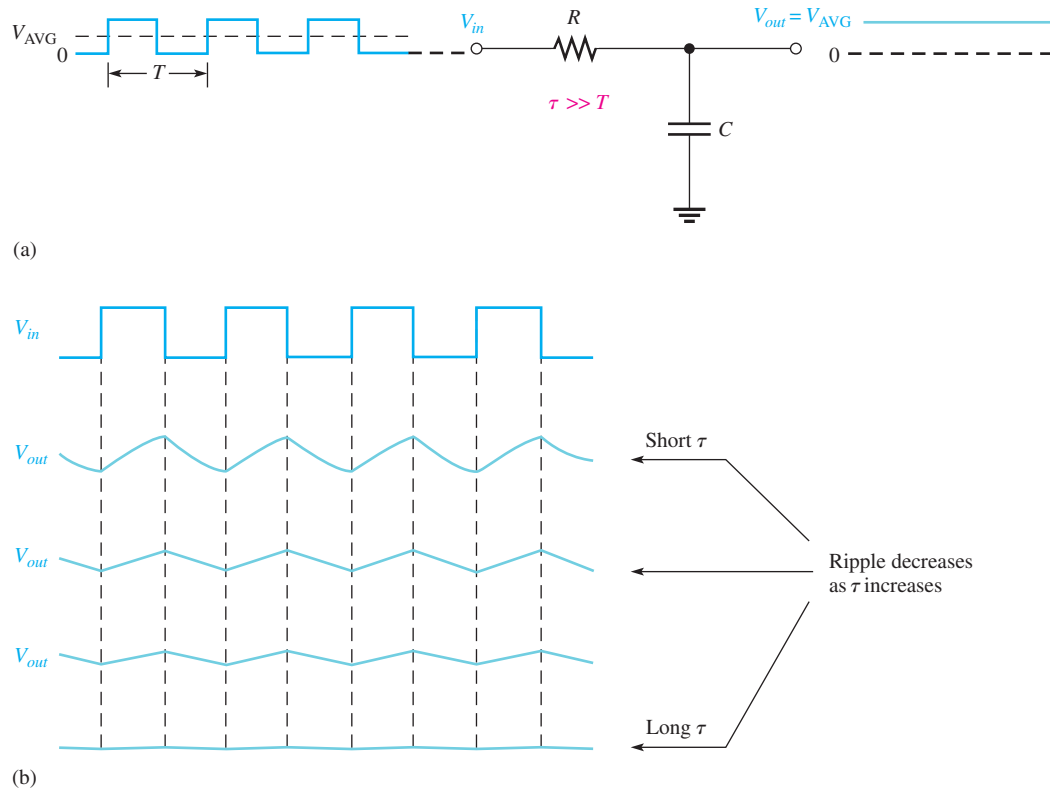 V_AVG
0
T
V_in
R
τ >> T
C
V_out = V_AVG
0
(a)
V_in
V_out
Short τ
V_out
Ripple decreases
as τ increases
V_out
Long τ
(b)